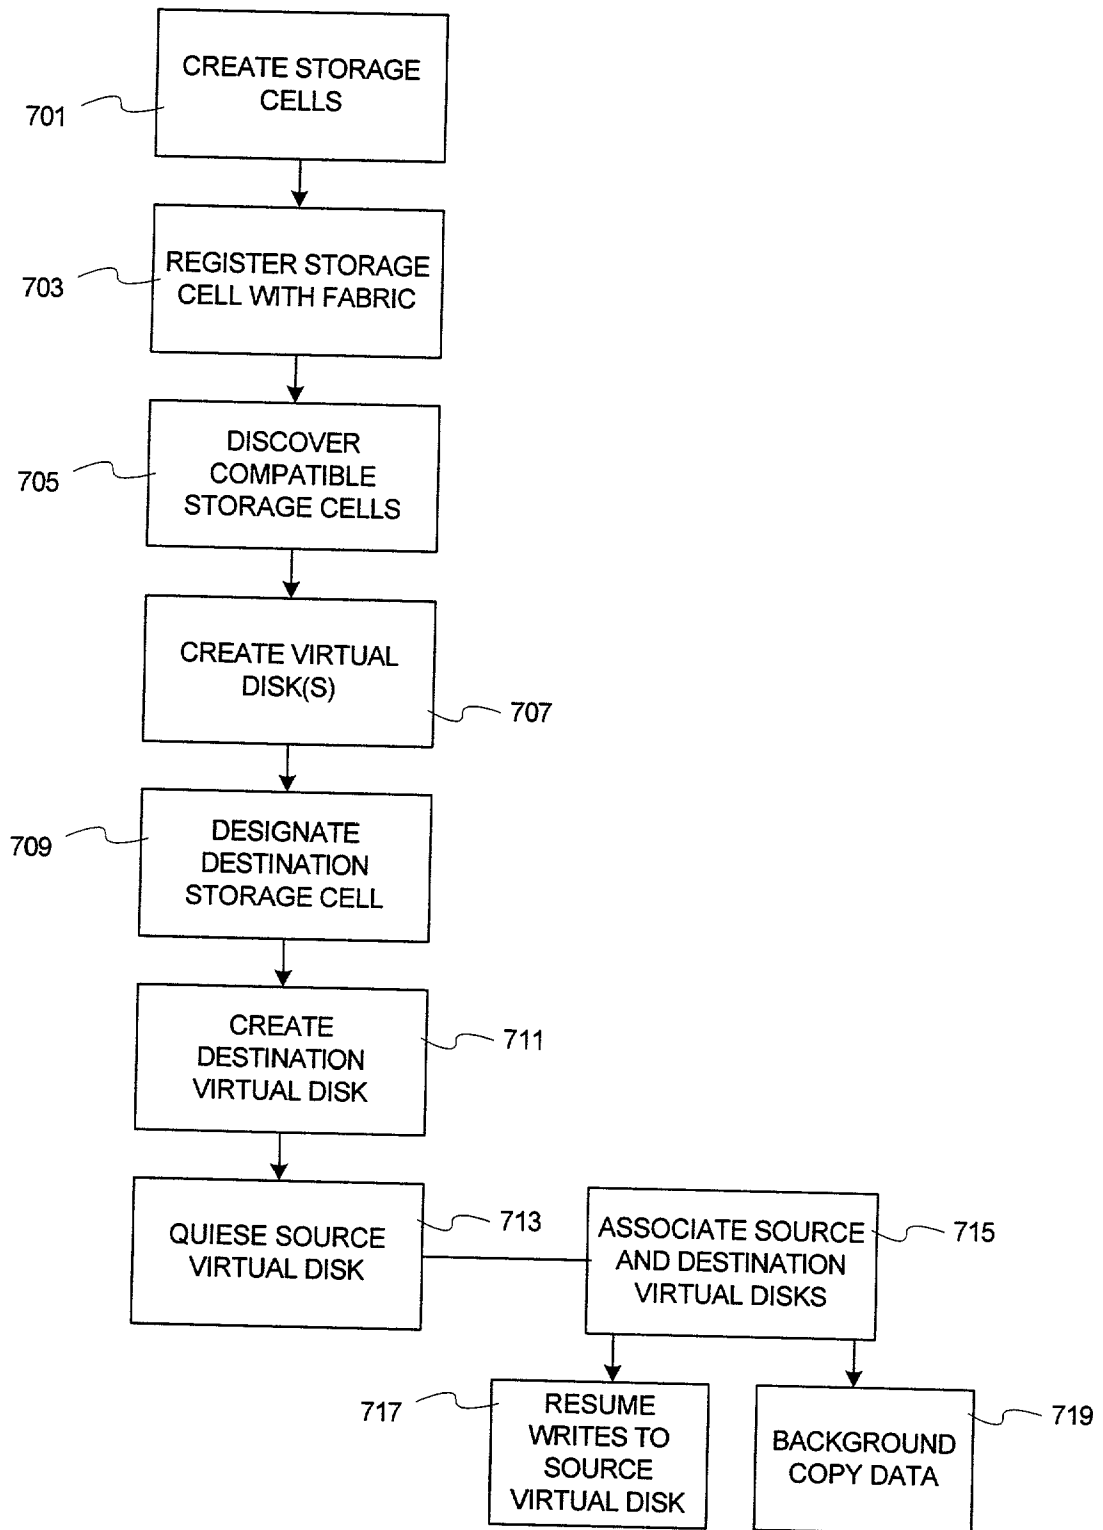 CREATE STORAGE
CELLS
701
REGISTER STORAGE
CELL WITH FABRIC
703
DISCOVER
COMPATIBLE
STORAGE CELLS
705
CREATE VIRTUAL
DISK(S)
707
DESIGNATE
DESTINATION
STORAGE CELL
709
CREATE
DESTINATION
VIRTUAL DISK
711
QUIESE SOURCE
VIRTUAL DISK
713
ASSOCIATE SOURCE
AND DESTINATION
VIRTUAL DISKS
715
717
RESUME
WRITES TO
SOURCE
VIRTUAL DISK
BACKGROUND
COPY DATA
719